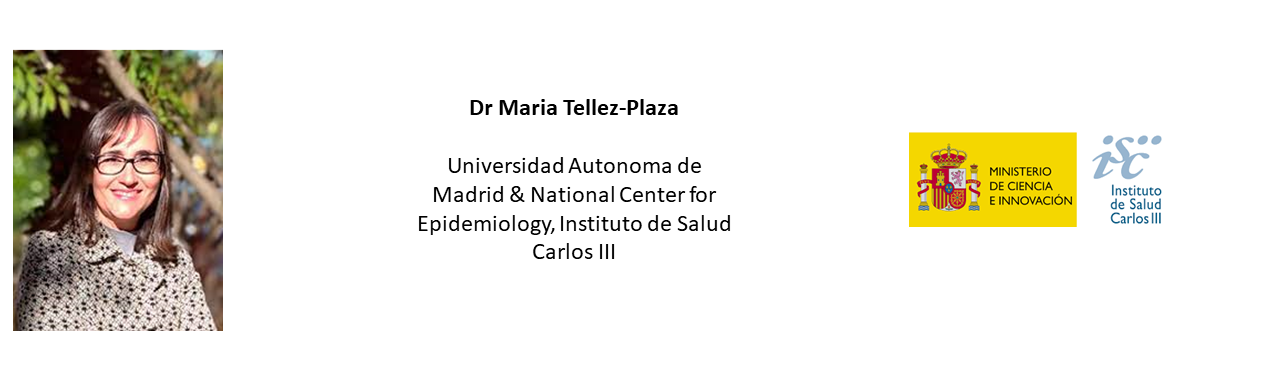 Dr Maria Tellez-Plaza
Universidad Autonoma de
Madrid & National Center for
Epidemiology, Instituto de Salud
Carlos III
MINISTERIO
DE CIENCIA
E INNOVACIÓN
isc
Instituto
de Salud
Carlos III